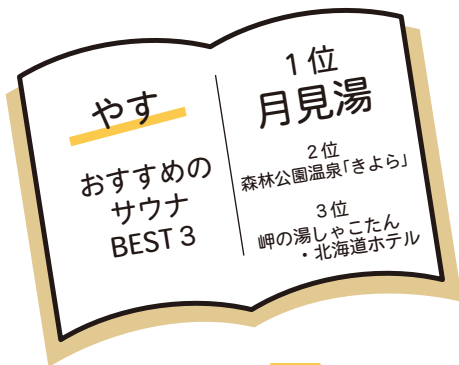 やす
おすすめの
サウナ
BEST3
1位
月見湯
2位
森林公園温泉「きよら」
3位
岬の湯しゃこたん
・北海道ホテル